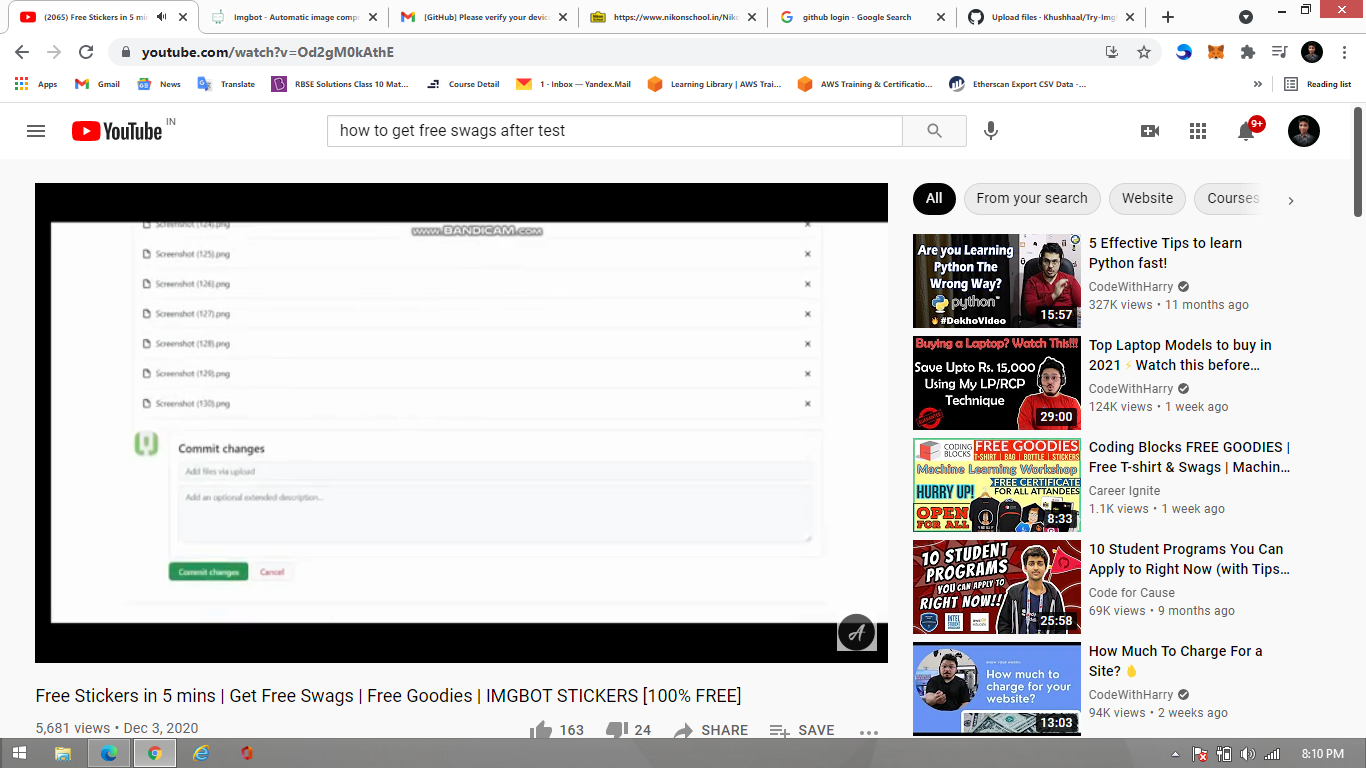 (2065) Free Stickers in 5 min
Imgbot - Automatic image comp
[GitHub] Please verify your devic
https://www.nikonschool.in/Niko
github login - Google Search
Upload files - Khushhaal/Try-Img
youtube.com/watch?v=Od2gM0kAthE
Apps
Gmail
News
Translate
RBSE Solutions Class 10 Mat...
Course Detail
1 · Inbox — Yandex.Mail
Learning Library | AWS Trai...
AWS Training & Certificatio...
Etherscan Export CSV Data -...
Reading list
YouTube IN
how to get free swags after test
9+
Screenshot (124).png
www.BANDICAM.com
Screenshot (125).png
Screenshot (126).png
Screenshot (127).png
Screenshot (128).png
Screenshot (129).png
Screenshot (130).png
Commit changes
Add files via upload
Add an optional extended description...
Commit changes
Cancel
A
Free Stickers in 5 mins | Get Free Swags | Free Goodies | IMGBOT STICKERS [100% FREE]
5,681 views • Dec 3, 2020
163
24
SHARE
SAVE
All
From your search
Website
Courses
Are you Learning
Python The
Wrong Way?
python™
#DekhoVideo
15:57
5 Effective Tips to learn
Python fast!
CodeWithHarry
327K views • 11 months ago
Buying a Laptop? Watch This!!!
Save Upto Rs. 15,000
Using My LP/RCP
Technique
29:00
Top Laptop Models to buy in
2021⚡Watch this before...
CodeWithHarry
124K views • 1 week ago
CODING
BLOCKS
FREE GOODIES
T-SHIRT | BAG | BOTTLE | STICKERS
Machine Learning Workshop
HURRY UP!
FREE CERTIFICATE
FOR ALL ATTANDEES
OPEN
FOR ALL
8:33
Coding Blocks FREE GOODIES |
Free T-shirt & Swags | Machin...
Career Ignite
1.1K views • 1 week ago
10 STUDENT
PROGRAMS
YOU CAN APPLY TO
RIGHT NOW!!!
25:58
10 Student Programs You Can
Apply to Right Now (with Tips...
Code for Cause
69K views • 9 months ago
How much to
charge for your
website?
13:03
How Much To Charge For a
Site?
CodeWithHarry
94K views • 2 weeks ago
8:10 PM